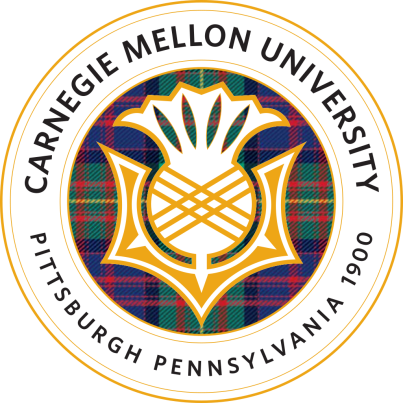 CARNEGIE MELLON UNIVERSITY
PITTSBURGH PENNSYLVANIA 1900